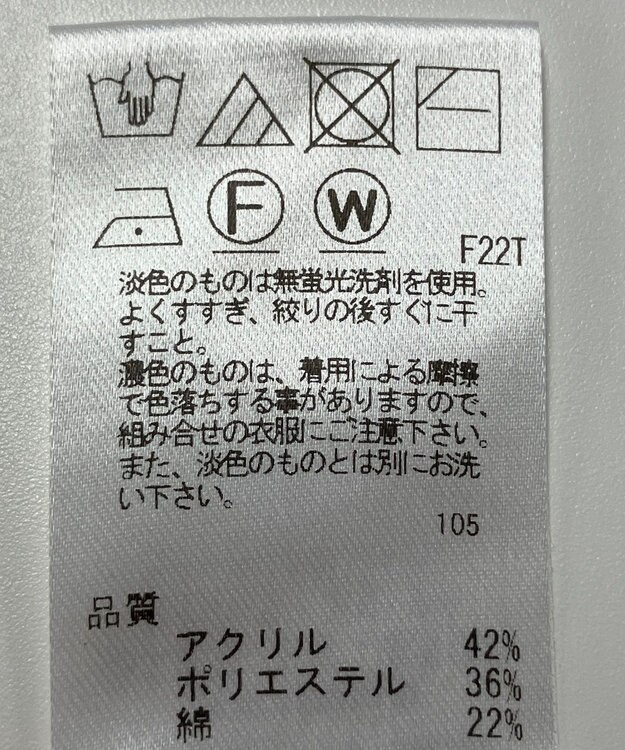 F W
F22T
淡色のものは無蛍光洗剤を使用。
よくすすぎ、絞りの後すぐに干
すこと。
濃色のものは、着用による摩擦
で色落ちする事がありますので、
組み合せの衣服にご注意下さい。
また、淡色のものとは別にお洗
い下さい。
105
品質
アクリル 42%
ポリエステル 36%
綿 22%